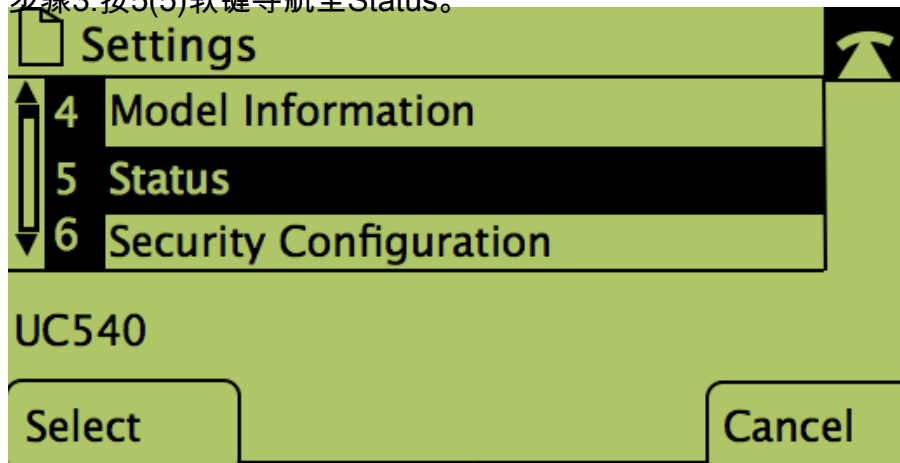 步骤3.按5(5)软键导航至Status。
Settings
4 Model Information
5 Status
6 Security Configuration
UC540
Select Cancel